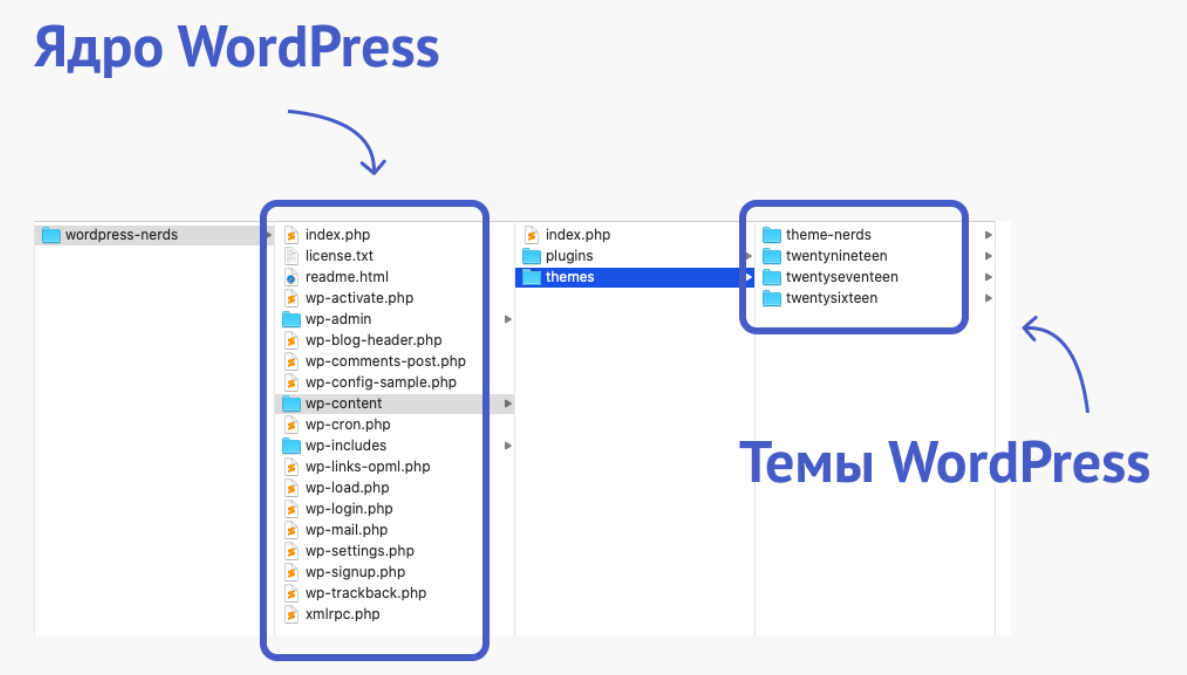 Ядро WordPress
wordpress-nerds
index.php
license.txt
readme.html
wp-activate.php
wp-admin
wp-blog-header.php
wp-comments-post.php
wp-config-sample.php
wp-content
wp-cron.php
wp-includes
wp-links-opml.php
wp-load.php
wp-login.php
wp-mail.php
wp-settings.php
wp-signup.php
wp-trackback.php
xmlrpc.php
index.php
plugins
themes
theme-nerds
twentynineteen
twentyseventeen
twentysixteen
Темы WordPress